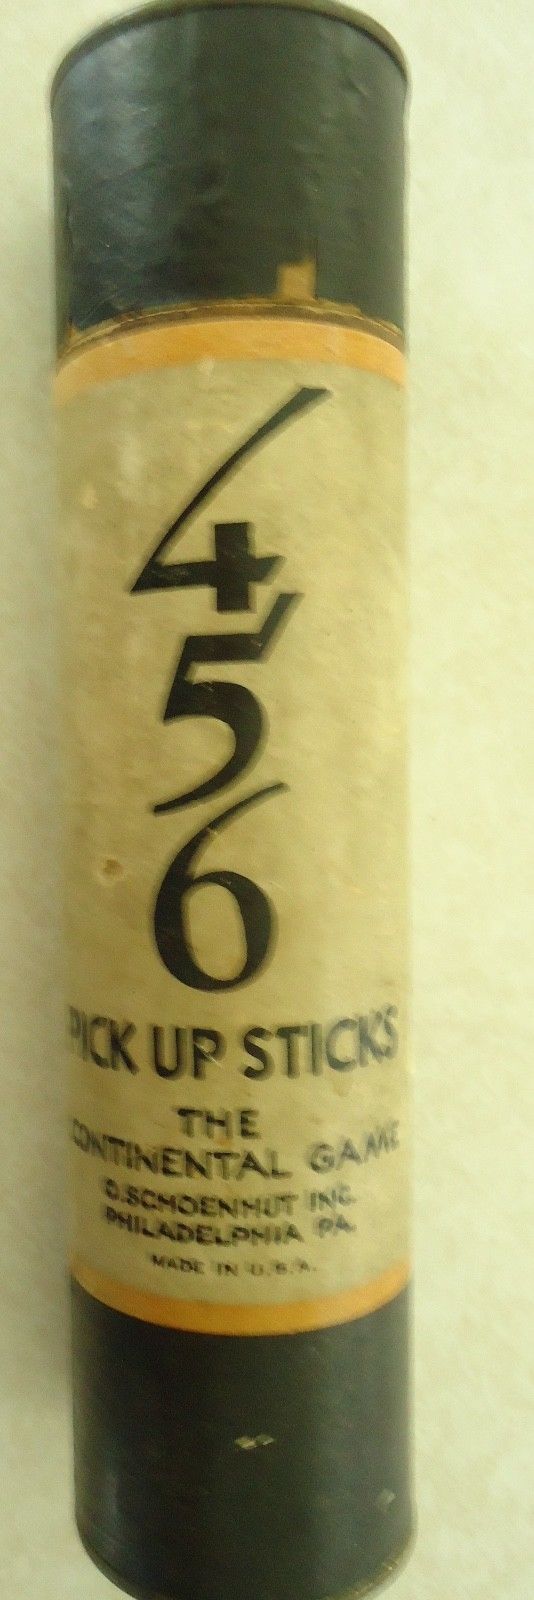 4
5
6
PICK UP STICKS
THE
CONTINENTAL GAME
O. SCHOENHUT INC.
PHILADELPHIA PA.
MADE IN U.S.A.